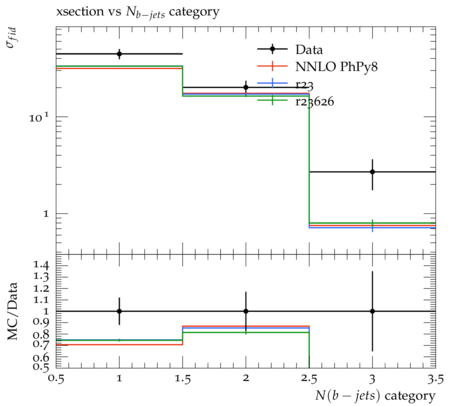 xsection vs N_{b−jets} category
σ_{fid}
Data
NNLO PhPy8
r23
r23626
10^1
1
MC/Data
1.4
1.3
1.2
1.1
1
0.9
0.8
0.7
0.6
0.5
0.5 1 1.5 2 2.5 3 3.5
N(b − jets) category